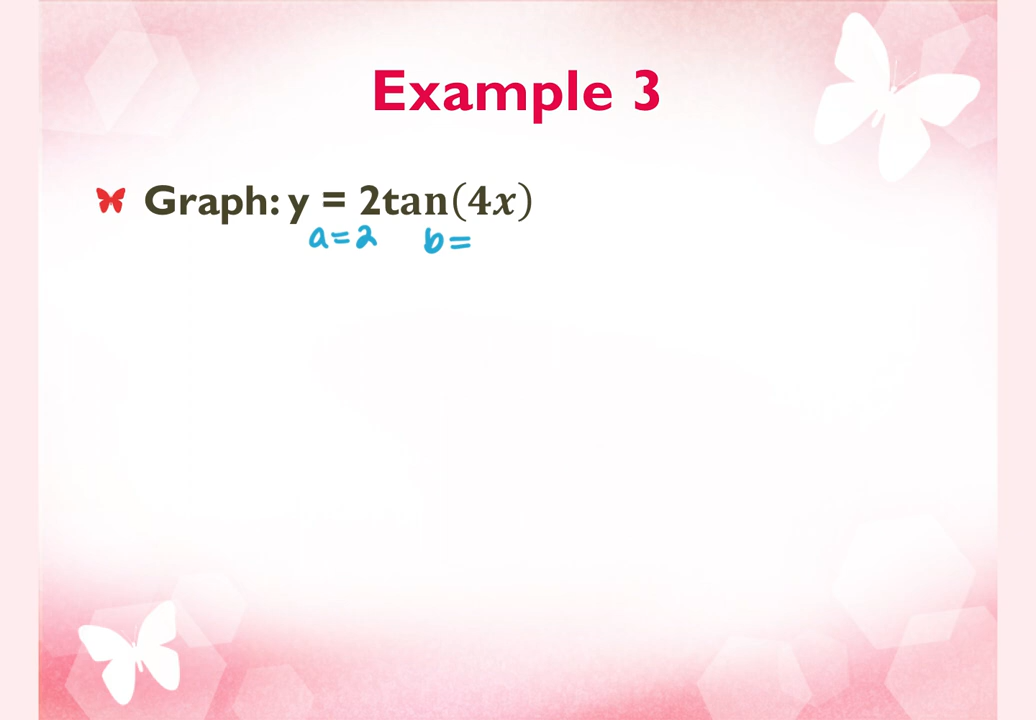 Example 3
Graph: y = 2tan(4x)
a=2 b=